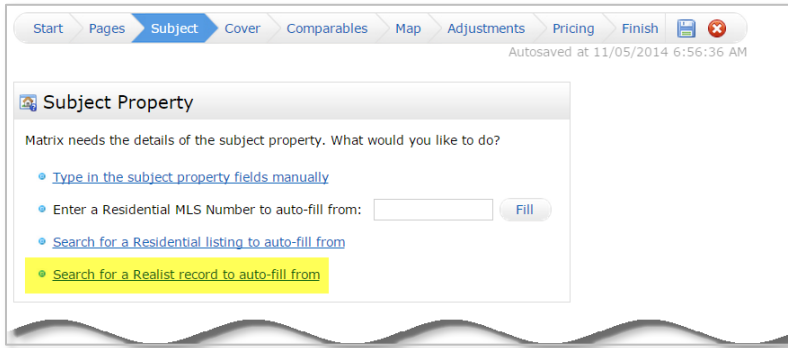 Start Pages Subject Cover Comparables Map Adjustments Pricing Finish
Autosaved at 11/05/2014 6:56:36 AM
Subject Property
Matrix needs the details of the subject property. What would you like to do?
Type in the subject property fields manually
Enter a Residential MLS Number to auto-fill from: Fill
Search for a Residential listing to auto-fill from
Search for a Realist record to auto-fill from